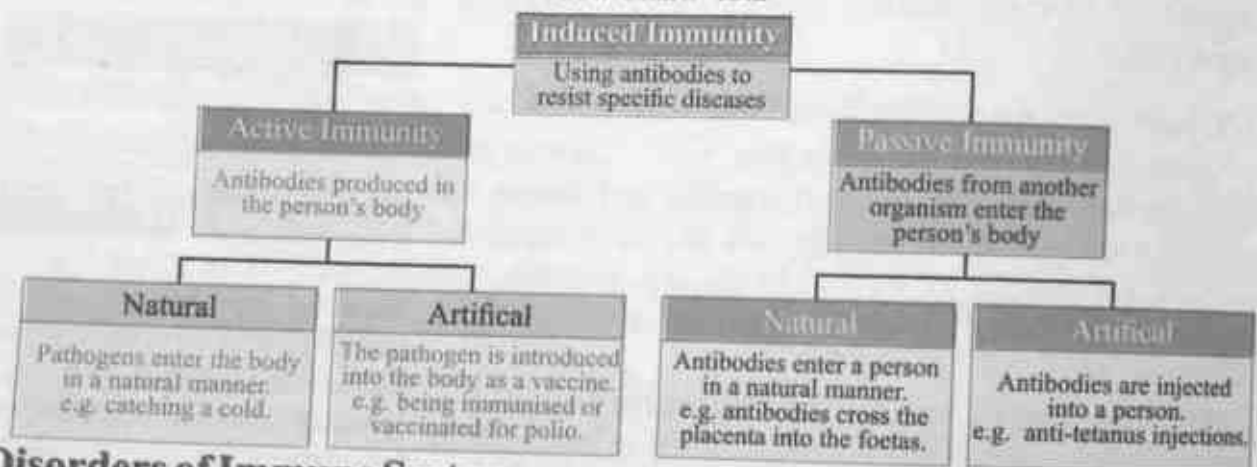 Induced Immunity
Using antibodies to
resist specific diseases
Active Immunity
Antibodies produced in
the person's body
Passive Immunity
Antibodies from another
organism enter the
person's body
Natural
Pathogens enter the body
in a natural manner.
e.g. catching a cold.
Artifical
The pathogen is introduced
into the body as a vaccine.
e.g. being immunised or
vaccinated for polio.
Natural
Antibodies enter a person
in a natural manner.
e.g. antibodies cross the
placenta into the foetas.
Artifical
Antibodies are injected
into a person.
e.g. anti-tetanus injections.
Disorders of Immune